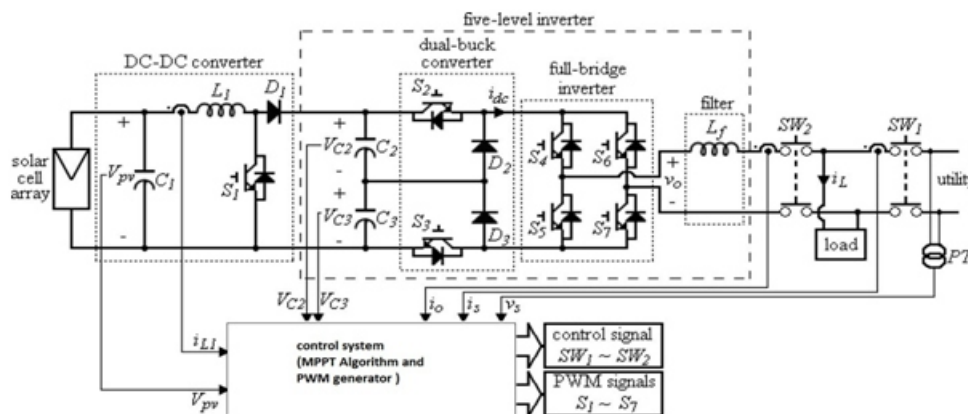 five-level inverter
dual-buck
converter
DC-DC converter
full-bridge
inverter
filter
L1
D1
S2
idc
Lf
SW2
SW1
solar
cell
array
+
Vpv
-
C1
S1
+
VC2
-
C2
D2
S4
S6
+
vo
-
iL
utility
+
VC3
-
C3
S3
D3
S5
S7
load
PT
VC2
VC3
io
is
vs
iL1
Vpv
control system
(MPPT Algorithm and
PWM generator )
control signal
SW1 ~ SW2
PWM signals
S1 ~ S7